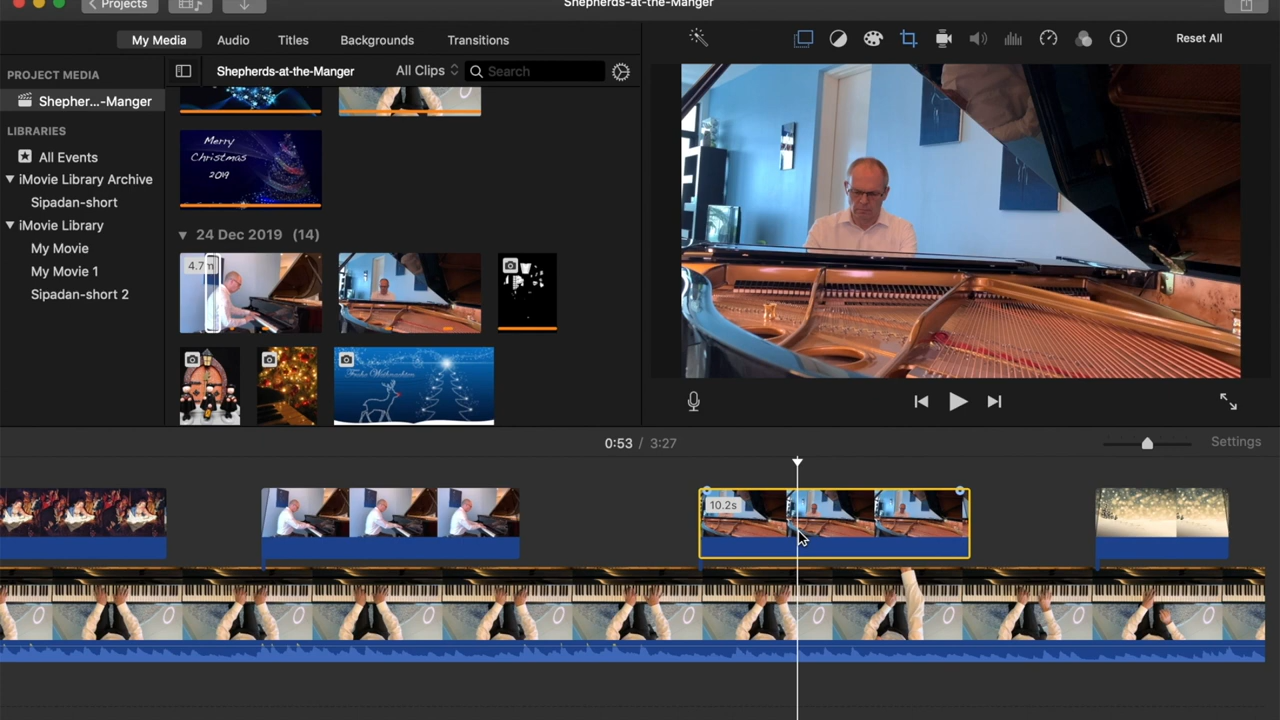 Projects
Shepherds-at-the-Manger
My Media
Audio
Titles
Backgrounds
Transitions
Reset All
PROJECT MEDIA
Shepher...-Manger
LIBRARIES
All Events
iMovie Library Archive
Sipadan-short
iMovie Library
My Movie
My Movie 1
Sipadan-short 2
Shepherds-at-the-Manger
All Clips
Search
Merry
Christmas
2019
24 Dec 2019 (14)
Frohe Weihnachten
0:53 / 3:27
Settings
10.2s